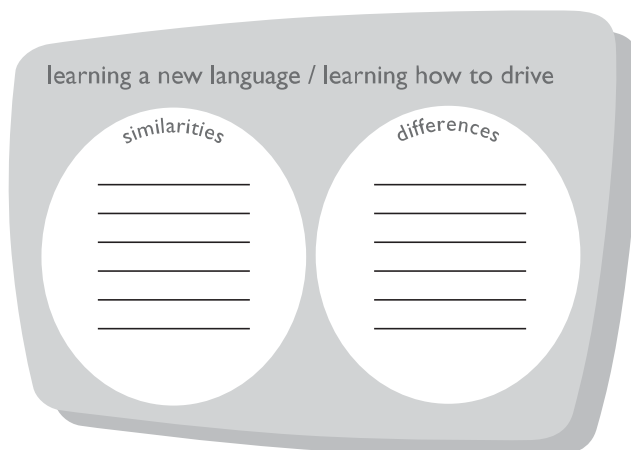 learning a new language / learning how to drive
similarities
differences